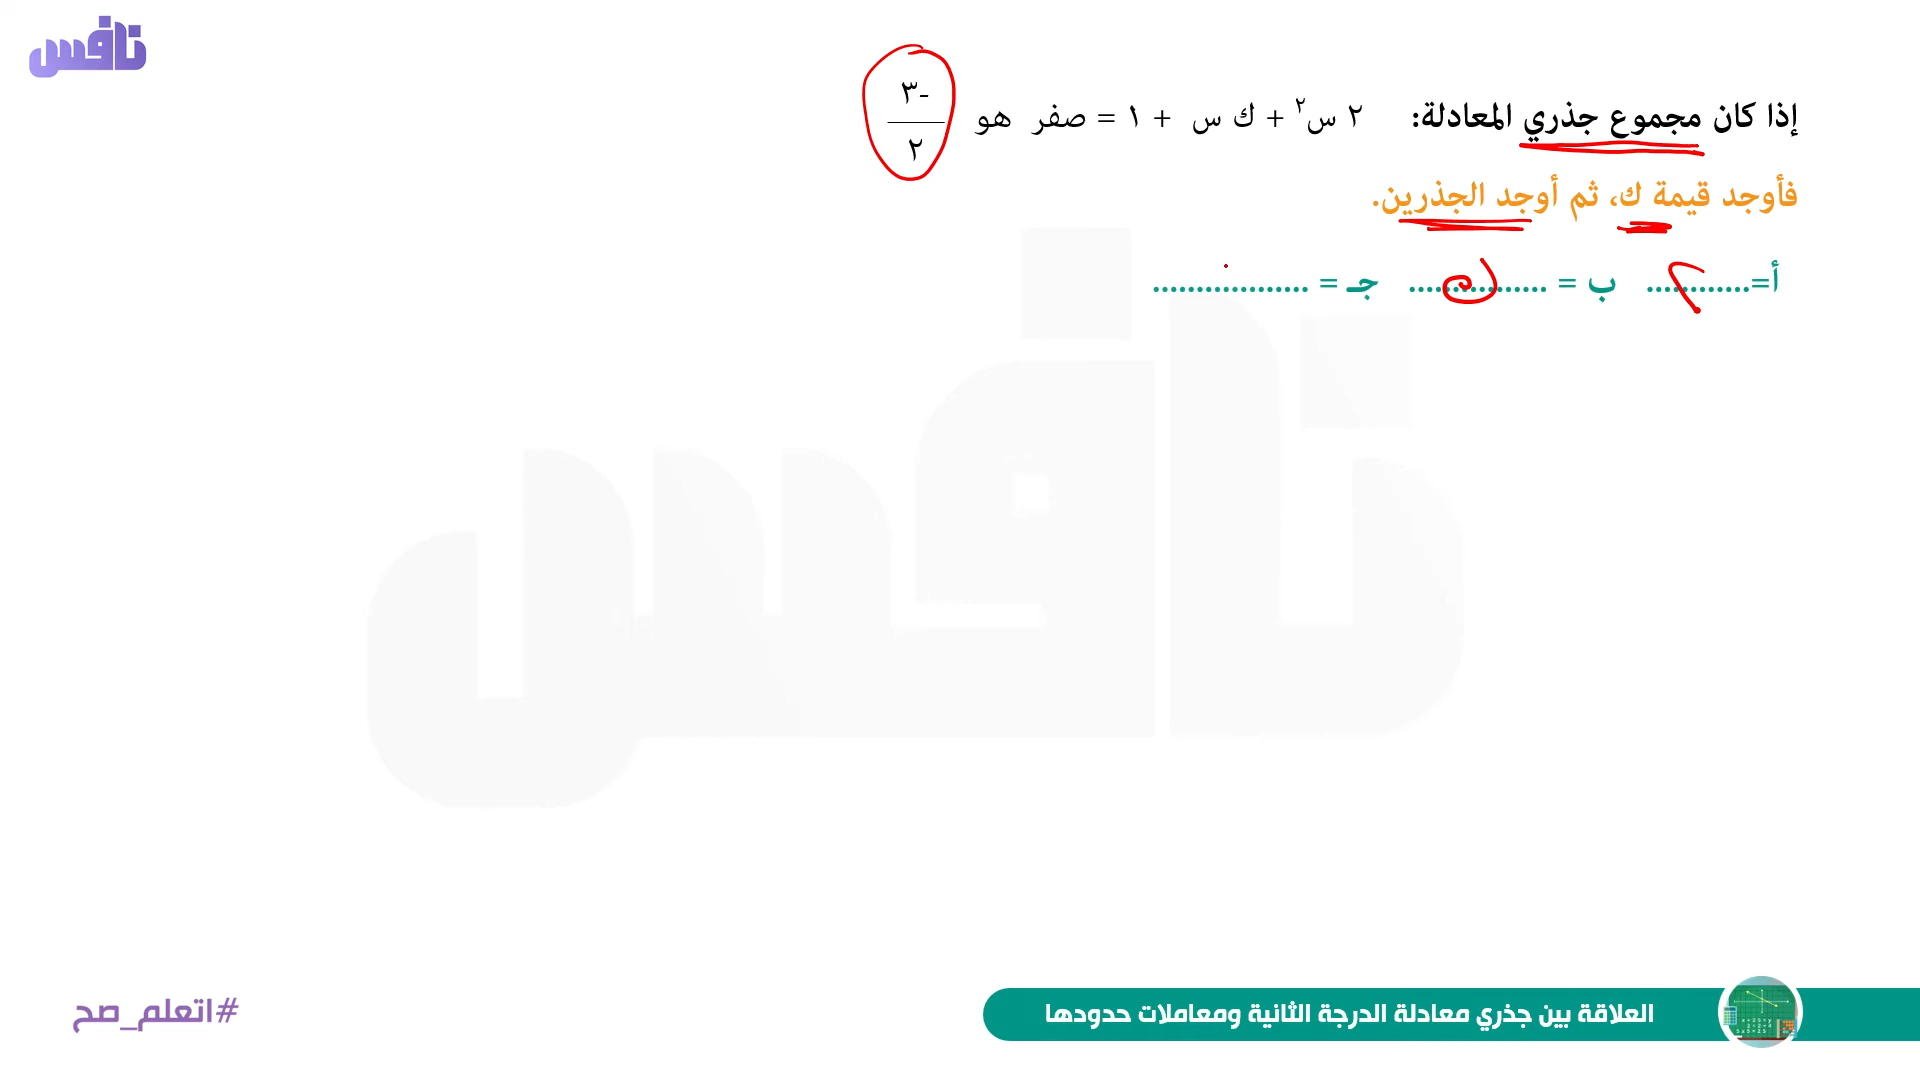 نافس
إذا كان مجموع جذري المعادلة: ٢ س٢ + ك س + ١ = صفر هو -٣/٢
فأوجد قيمة ك، ثم أوجد الجذرين.
أ=............ ٢ ب = ................ ك جـ = ..................
العلاقة بين جذري معادلة الدرجة الثانية ومعاملات حدودها
#اتعلم_صح